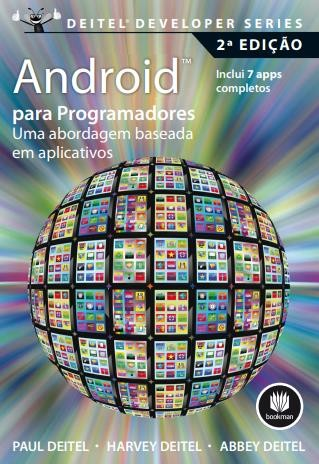 DEITEL® DEVELOPER SERIES
2ª EDIÇÃO
Android™
Inclui 7 apps
completos
para Programadores
Uma abordagem baseada
em aplicativos
bookman
PAUL DEITEL • HARVEY DEITEL • ABBEY DEITEL